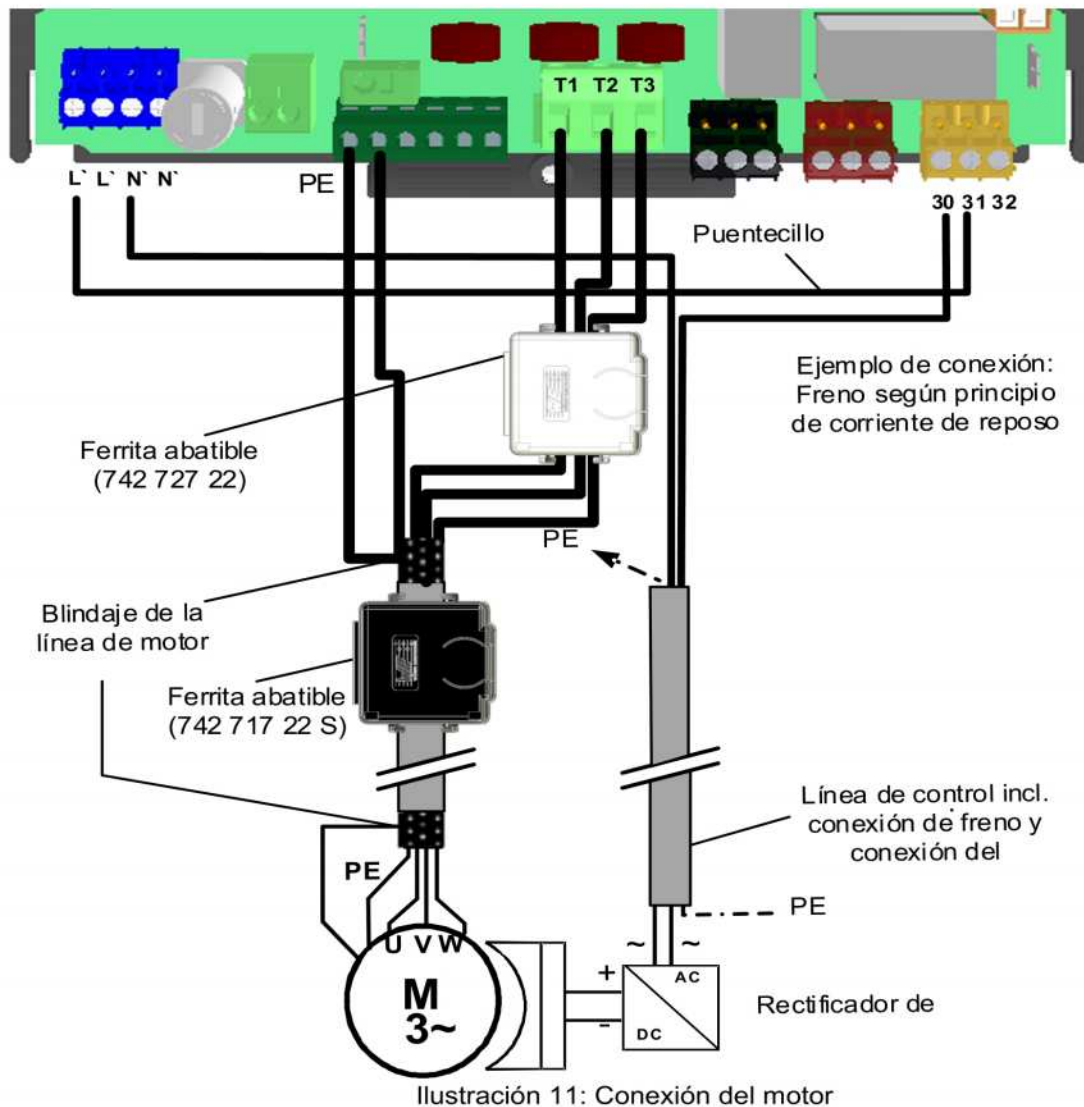 T1 T2 T3
L` L` N` N`
PE
30 31 32
Puentecillo
Ejemplo de conexión:
Freno según principio
de corriente de reposo
Ferrita abatible
(742 727 22)
PE
Blindaje de la
línea de motor
Ferrita abatible
(742 717 22 S)
Línea de control incl.
conexión de freno y
conexión del
PE
PE
U V W
M
3~
~ ~
+
AC
-
DC
Rectificador de
Ilustración 11: Conexión del motor